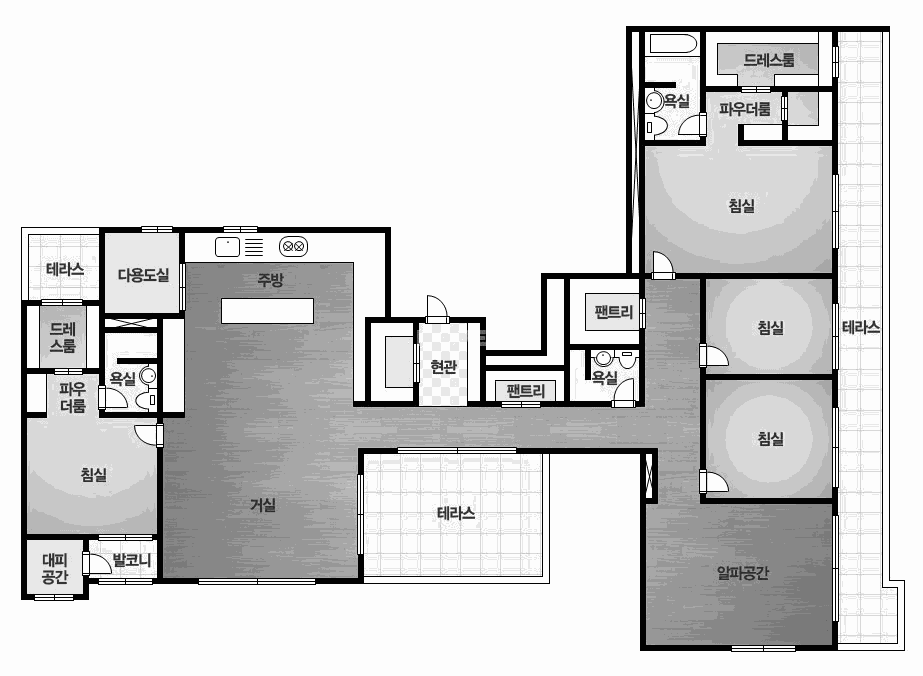 드레스룸
욕실
파우더룸
침실
테라스
다용도실
주방
팬트리
침실
테라스
드레
스룸
현관
욕실
파우
더룸
욕실
팬트리
침실
침실
거실
테라스
대피
공간
발코니
알파공간